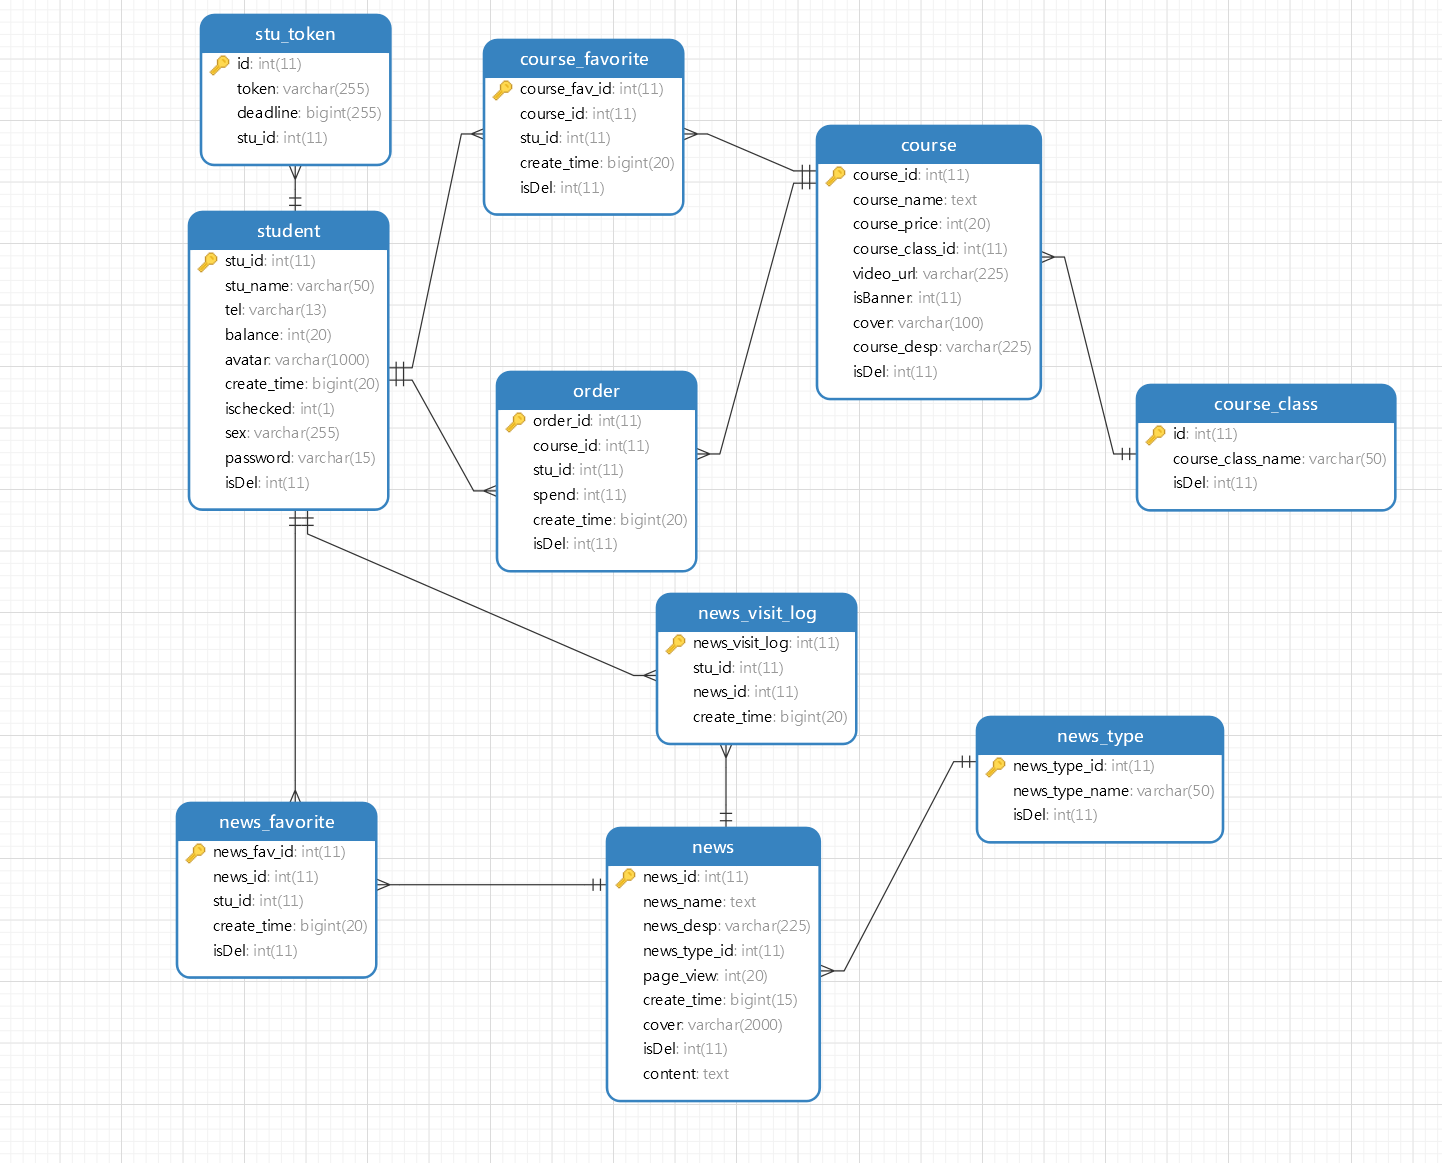 stu_token
id: int(11)
token: varchar(255)
deadline: bigint(255)
stu_id: int(11)
course_favorite
course_fav_id: int(11)
course_id: int(11)
stu_id: int(11)
create_time: bigint(20)
isDel: int(11)
course
course_id: int(11)
course_name: text
course_price: int(20)
course_class_id: int(11)
video_url: varchar(225)
isBanner: int(11)
cover: varchar(100)
course_desp: varchar(225)
isDel: int(11)
student
stu_id: int(11)
stu_name: varchar(50)
tel: varchar(13)
balance: int(20)
avatar: varchar(1000)
create_time: bigint(20)
ischecked: int(1)
sex: varchar(255)
password: varchar(15)
isDel: int(11)
order
order_id: int(11)
course_id: int(11)
stu_id: int(11)
spend: int(11)
create_time: bigint(20)
isDel: int(11)
course_class
id: int(11)
course_class_name: varchar(50)
isDel: int(11)
news_visit_log
news_visit_log: int(11)
stu_id: int(11)
news_id: int(11)
create_time: bigint(20)
news_type
news_type_id: int(11)
news_type_name: varchar(50)
isDel: int(11)
news_favorite
news_fav_id: int(11)
news_id: int(11)
stu_id: int(11)
create_time: bigint(20)
isDel: int(11)
news
news_id: int(11)
news_name: text
news_desp: varchar(225)
news_type_id: int(11)
page_view: int(20)
create_time: bigint(15)
cover: varchar(2000)
isDel: int(11)
content: text